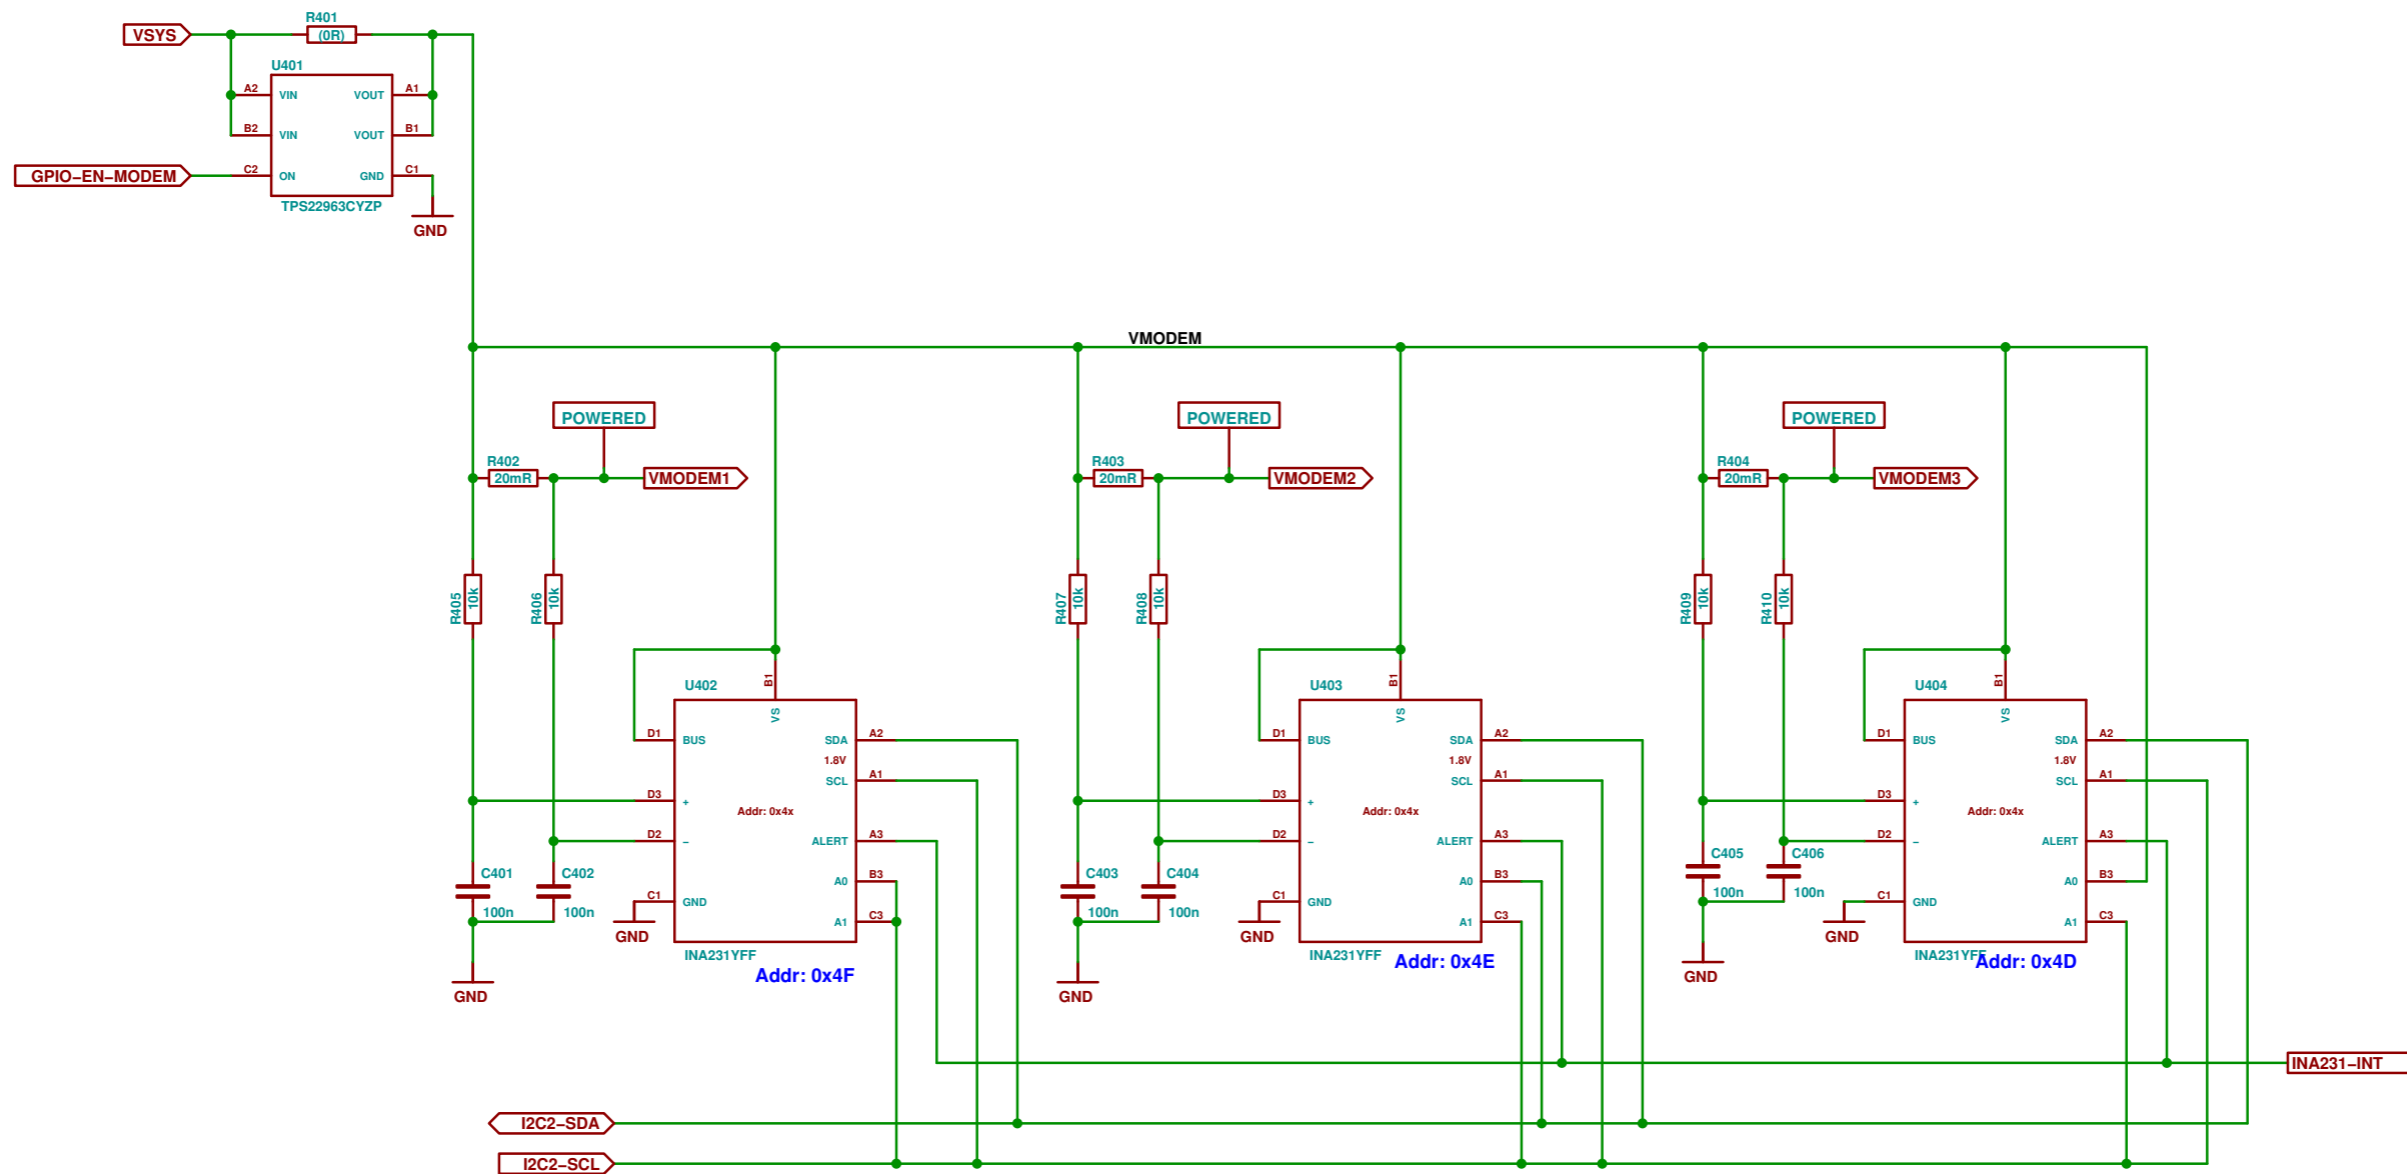 VSYS
R401
(0R)
U401
A2 VIN VOUT A1
B2 VIN VOUT B1
GPIO-EN-MODEM
C2 ON GND C1
TPS22963CYZP
GND
VMODEM
POWERED
POWERED
POWERED
R402
20mR
VMODEM1
R403
20mR
VMODEM2
R404
20mR
VMODEM3
R405
10k
R406
10k
R407
10k
R408
10k
R409
10k
R410
10k
U402
B1
VS
D1 BUS SDA A2
1.8V
SCL A1
D3 +
Addr: 0x4x
D2 - ALERT A3
A0 B3
C1 GND
A1 C3
GND
INA231YFF
Addr: 0x4F
C401
100n
C402
100n
GND
U403
B1
VS
D1 BUS SDA A2
1.8V
SCL A1
D3 +
Addr: 0x4x
D2 - ALERT A3
A0 B3
C1 GND
A1 C3
GND
INA231YFF
Addr: 0x4E
C403
100n
C404
100n
GND
U404
B1
VS
D1 BUS SDA A2
1.8V
SCL A1
D3 +
Addr: 0x4x
D2 - ALERT A3
A0 B3
C1 GND
A1 C3
GND
INA231YFF
Addr: 0x4D
C405
100n
C406
100n
GND
INA231-INT
I2C2-SDA
I2C2-SCL